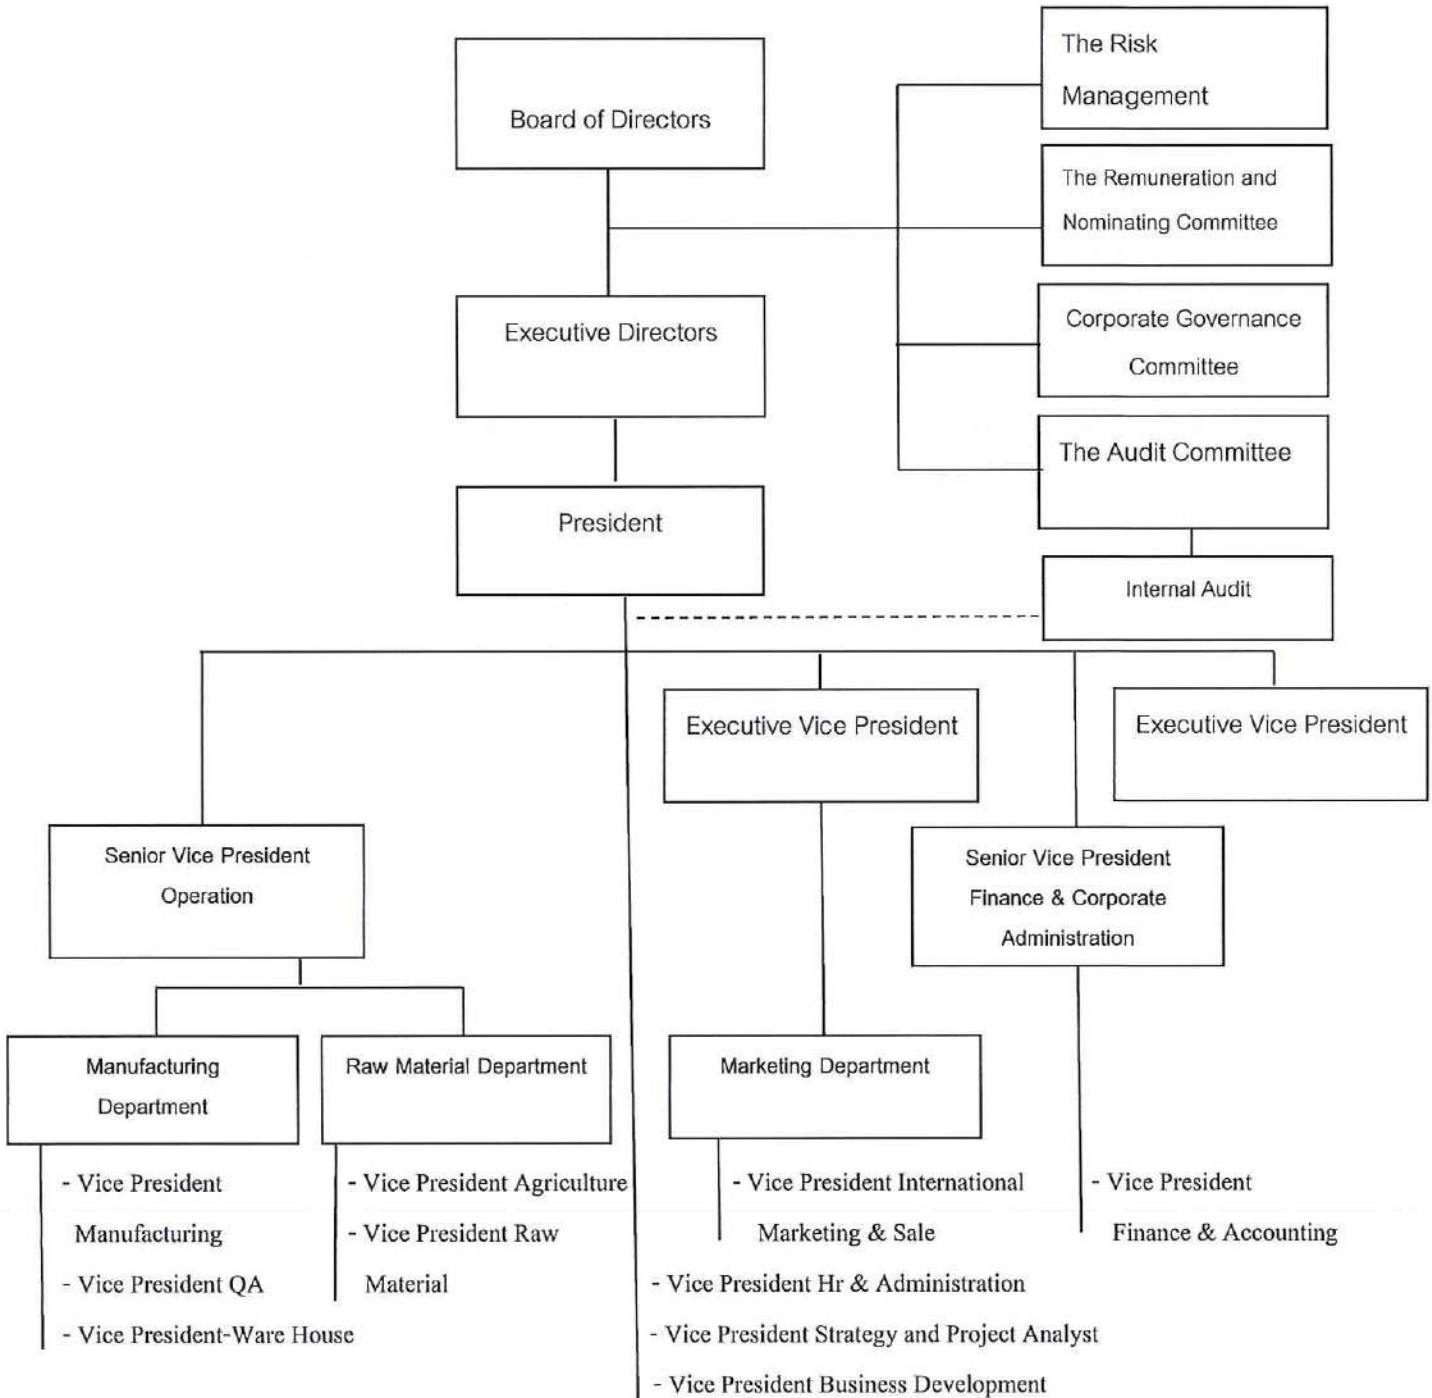 Board of Directors
The Risk
Management
The Remuneration and
Nominating Committee
Executive Directors
Corporate Governance
Committee
The Audit Committee
President
Internal Audit
Executive Vice President
Executive Vice President
Senior Vice President
Operation
Senior Vice President
Finance & Corporate
Administration
Manufacturing
Department
Raw Material Department
Marketing Department
- Vice President
Manufacturing
- Vice President QA
- Vice President-Ware House
- Vice President Agriculture
- Vice President Raw
Material
- Vice President International
Marketing & Sale
- Vice President
Finance & Accounting
- Vice President Hr & Administration
- Vice President Strategy and Project Analyst
- Vice President Business Development